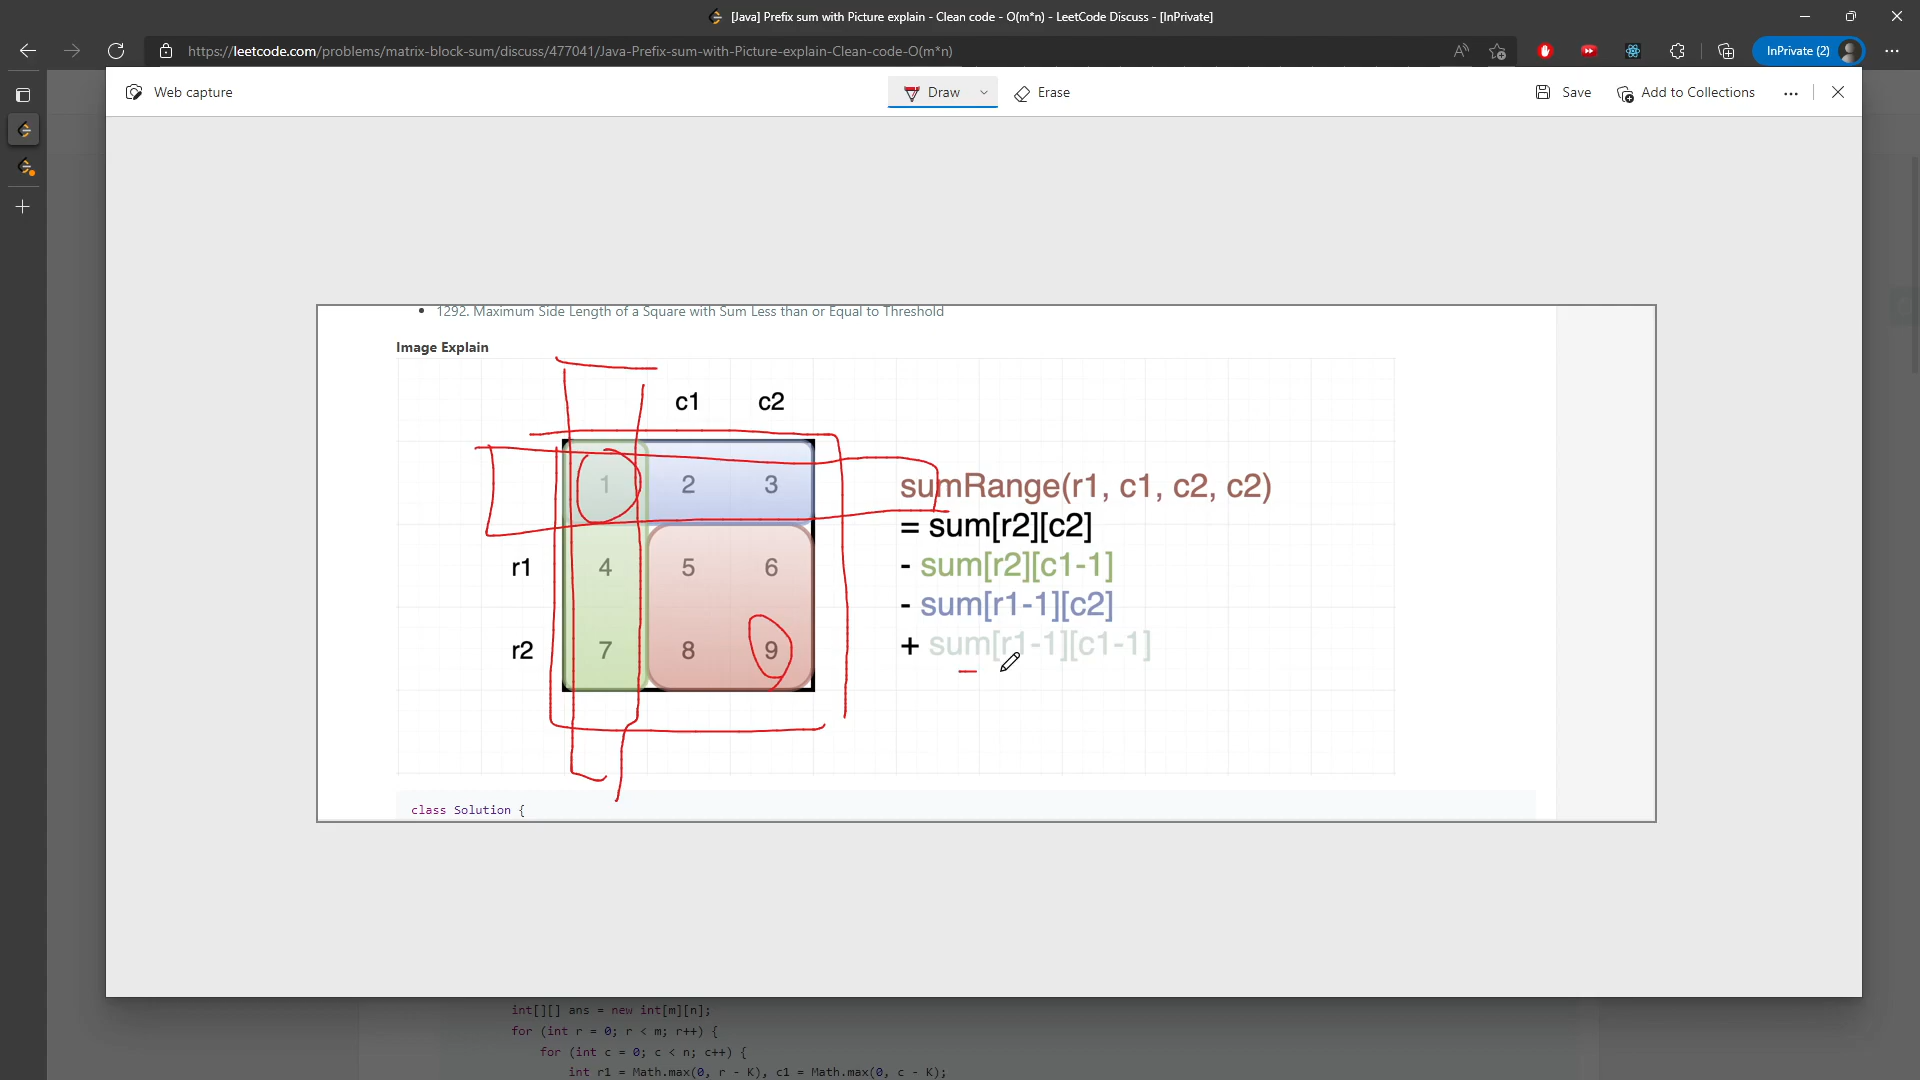 [Java] Prefix sum with Picture explain - Clean code - O(m*n) - LeetCode Discuss - [InPrivate]
https://leetcode.com/problems/matrix-block-sum/discuss/477041/Java-Prefix-sum-with-Picture-explain-Clean-code-O(m*n)
InPrivate (2)
Web capture
Draw
Erase
Save
Add to Collections
1292. Maximum Side Length of a Square with Sum Less than or Equal to Threshold
Image Explain
c1 c2
1 2 3
r1 4 5 6
r2 7 8 9
sumRange(r1, c1, c2, c2)
= sum[r2][c2]
- sum[r2][c1-1]
- sum[r1-1][c2]
+ sum[r1-1][c1-1]
class Solution {
int[][] ans = new int[m][n];
for (int r = 0; r < m; r++) {
for (int c = 0; c < n; c++) {
int r1 = Math.max(0, r - K), c1 = Math.max(0, c - K);